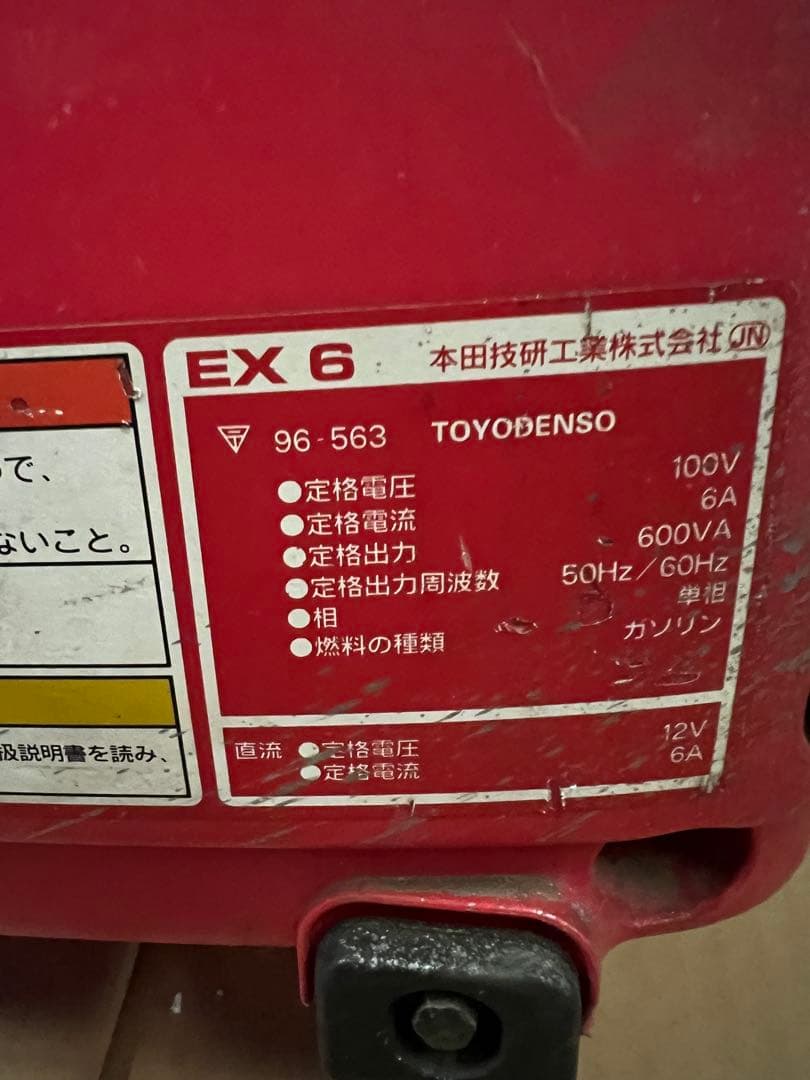 EX 6 本田技研工業株式会社 JN
〒 96-563 TOYODENSO
●定格電圧 100V
●定格電流 6A
●定格出力 600VA
●定格出力周波数 50Hz/60Hz
●相 単相
●燃料の種類 ガソリン
直流 ●定格電圧 12V
●定格電流 6A
で、
ないこと。
扱説明書を読み、